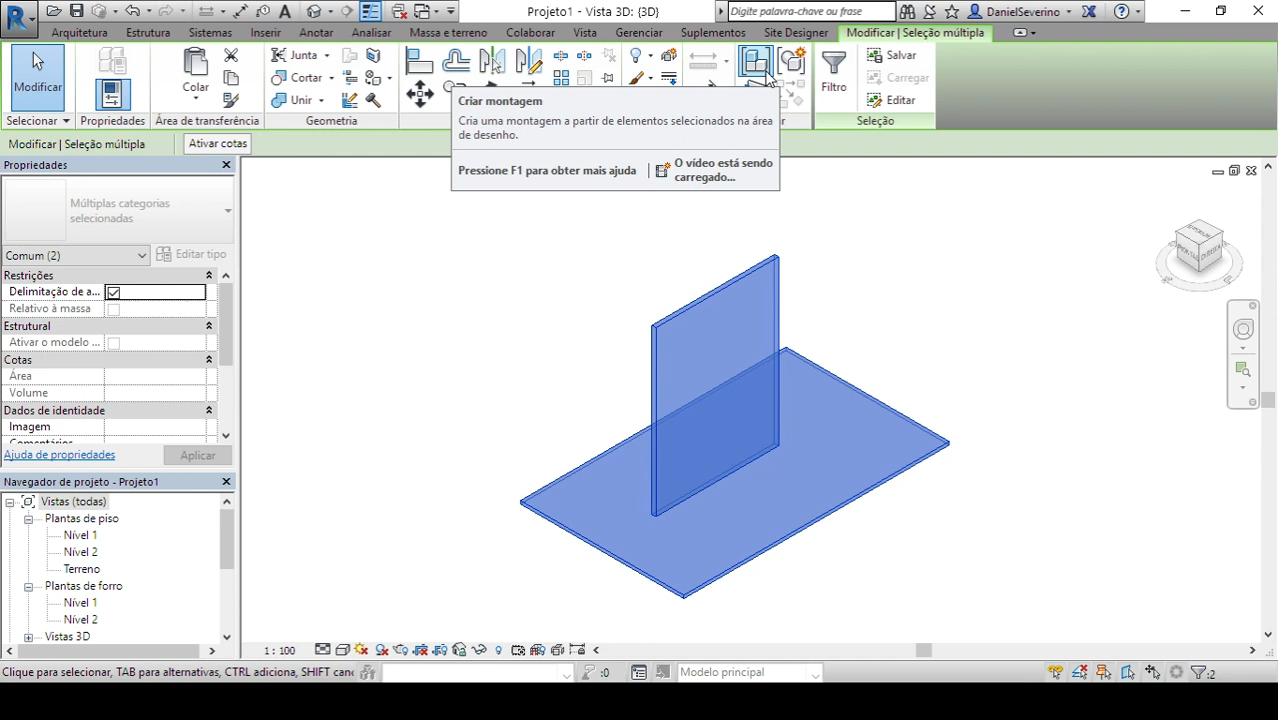 Projeto1 - Vista 3D: {3D}
Digite palavra-chave ou frase
DanielSeverino
Arquitetura Estrutura Sistemas Inserir Anotar Analisar Massa e terreno Colaborar Vista Gerenciar Suplementos Site Designer Modificar | Seleção múltipla
Modificar
Colar
Junta
Cortar
Unir
Filtro
Salvar
Carregar
Editar
Selecionar Propriedades Área de transferência Geometria Seleção
Criar montagem
Cria uma montagem a partir de elementos selecionados na área
de desenho.
Pressione F1 para obter mais ajuda
O vídeo está sendo
carregado...
Modificar | Seleção múltipla Ativar cotas
Propriedades
Múltiplas categorias
selecionadas
Comum (2) Editar tipo
Restrições
Delimitação de a...
Relativo à massa
Estrutural
Ativar o modelo ...
Cotas
Área
Volume
Dados de identidade
Imagem
Comentários
Ajuda de propriedades Aplicar
Navegador de projeto - Projeto1
Vistas (todas)
Plantas de piso
Nível 1
Nível 2
Terreno
Plantas de forro
Nível 1
Nível 2
Vistas 3D
1 : 100
Clique para selecionar, TAB para alternativas, CTRL adiciona, SHIFT canc
:0
Modelo principal
:2